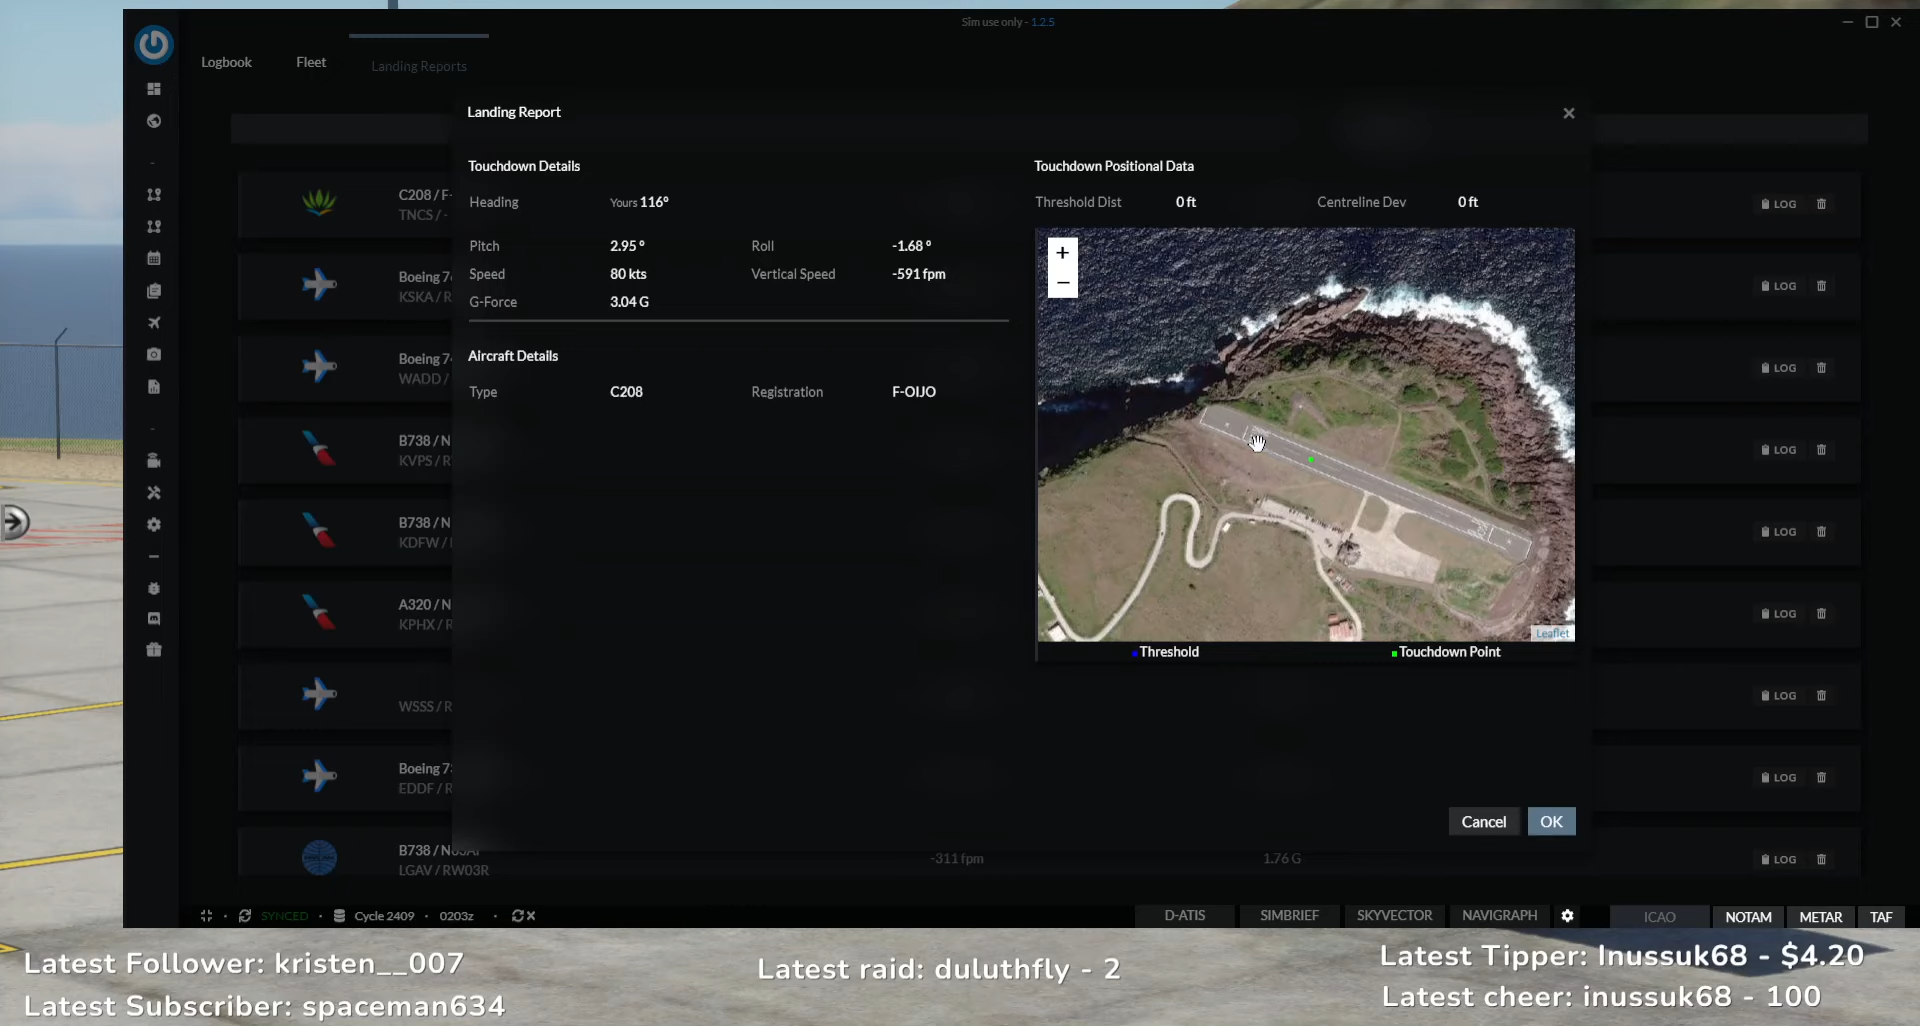 Sim use only - 1.2.5
Logbook Fleet Landing Reports
Landing Report
Touchdown Details
Heading Yours 116º
Pitch 2.95 º Roll -1.68 º
Speed 80 kts Vertical Speed -591 fpm
G-Force 3.04 G
Aircraft Details
Type C208 Registration F-OIJO
Touchdown Positional Data
Threshold Dist 0 ft Centreline Dev 0 ft
+
−
Leaflet
Threshold Touchdown Point
Cancel OK
C208 / F-
TNCS / -
LOG
Boeing 7
KSKA / R
LOG
Boeing 7
WADD /
LOG
B738 / N
KVPS / R
LOG
B738 / N
KDFW /
LOG
A320 / N
KPHX / R
LOG
WSSS / R
LOG
Boeing 7
EDDF / R
LOG
B738 /
LGAV / RW03R
-311 fpm 1.76 G
LOG
SYNCED · Cycle 2409 · 0203z
D-ATIS SIMBRIEF SKYVECTOR NAVIGRAPH ICAO NOTAM METAR TAF
Latest Follower: kristen__007
Latest Subscriber: spaceman634
Latest raid: duluthfly - 2
Latest Tipper: Inussuk68 - $4.20
Latest cheer: inussuk68 - 100